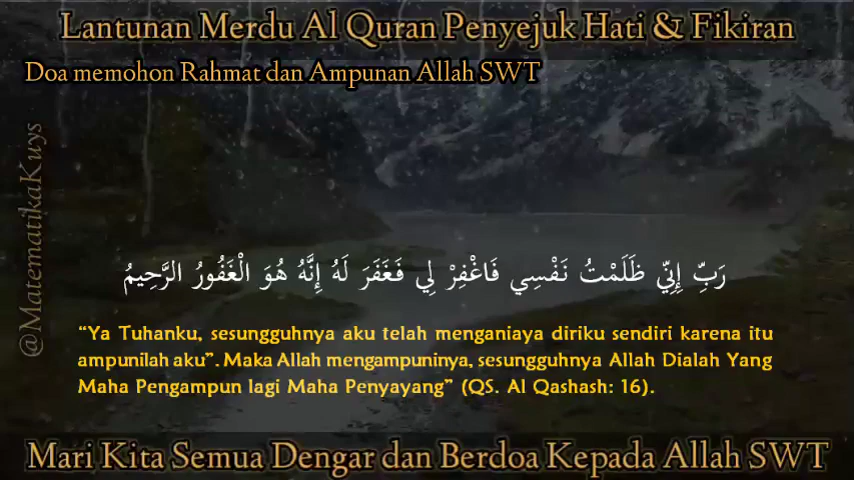 Lantunan Merdu Al Quran Penyejuk Hati & Fikiran
Doa memohon Rahmat dan Ampunan Allah SWT
@MatematikaKuys
رَبِّ إِنِّي ظَلَمْتُ نَفْسِي فَاغْفِرْ لِي فَغَفَرَ لَهُ إِنَّهُ هُوَ الْغَفُورُ الرَّحِيمُ
“Ya Tuhanku, sesungguhnya aku telah menganiaya diriku sendiri karena itu
ampunilah aku”. Maka Allah mengampuninya, sesungguhnya Allah Dialah Yang
Maha Pengampun lagi Maha Penyayang” (QS. Al Qashash: 16).
Mari Kita Semua Dengar dan Berdoa Kepada Allah SWT